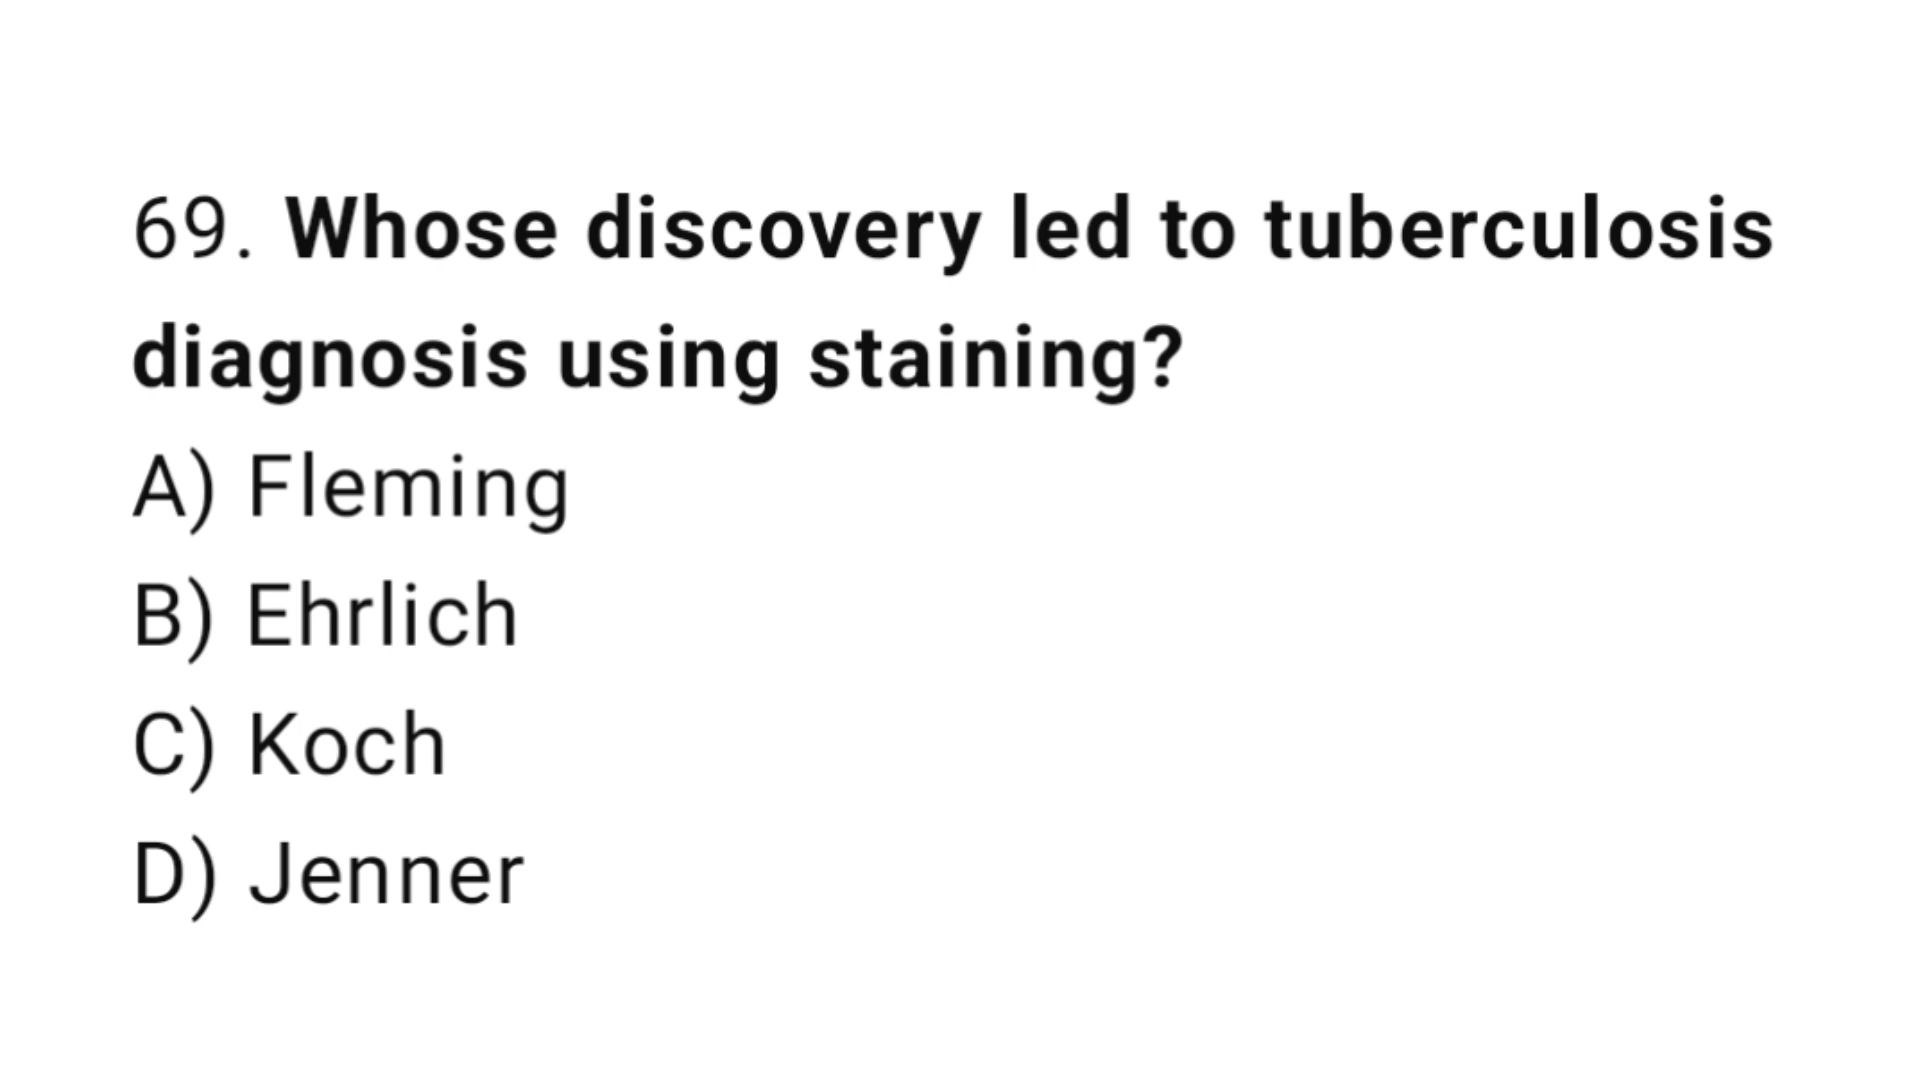 69. Whose discovery led to tuberculosis
diagnosis using staining?
A) Fleming
B) Ehrlich
C) Koch
D) Jenner